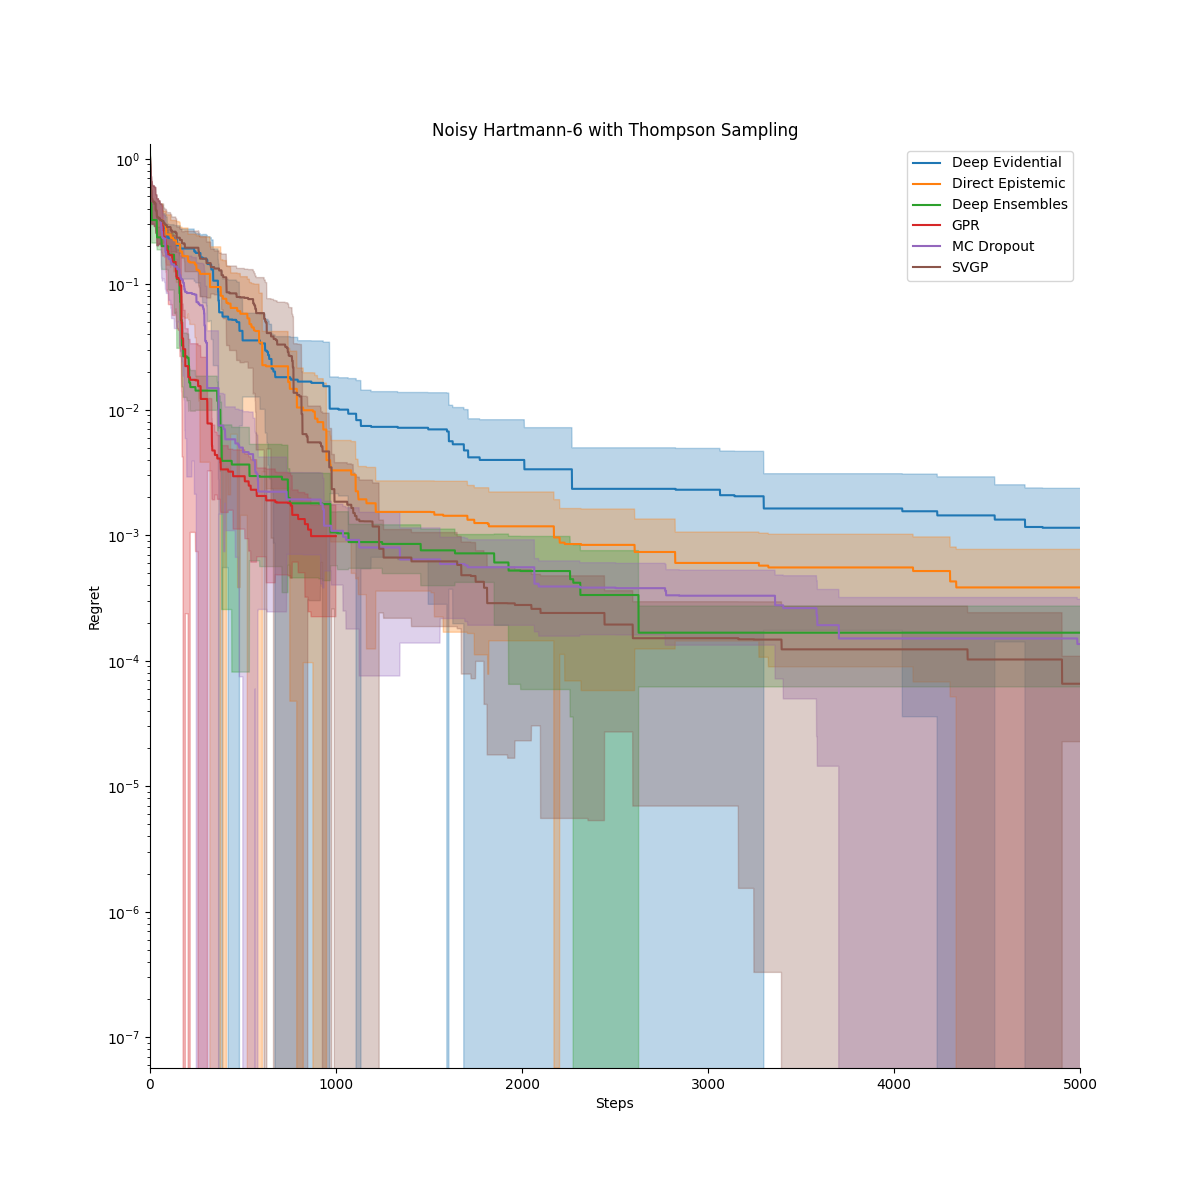 Noisy Hartmann-6 with Thompson Sampling
Deep Evidential
Direct Epistemic
Deep Ensembles
GPR
MC Dropout
SVGP
10^0
10^-1
10^-2
10^-3
10^-4
10^-5
10^-6
10^-7
Regret
0 1000 2000 3000 4000 5000
Steps